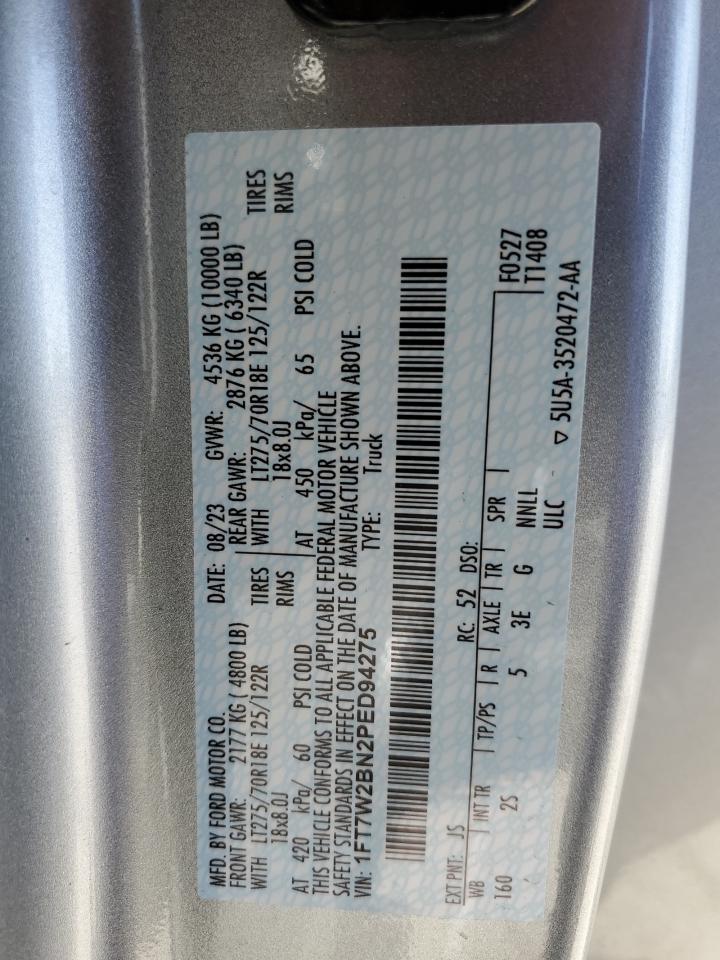 MFD. BY FORD MOTOR CO. DATE: 08/23 GVWR: 4536 KG (10000 LB)
FRONT GAWR: 2177 KG ( 4800 LB) REAR GAWR: 2876 KG ( 6340 LB)
WITH LT275/70R18E 125/122R TIRES WITH LT275/70R18E 125/122R TIRES
18x8.0J RIMS 18x8.0J RIMS
AT 420 kPa/ 60 PSI COLD AT 450 kPa/ 65 PSI COLD
THIS VEHICLE CONFORMS TO ALL APPLICABLE FEDERAL MOTOR VEHICLE
SAFETY STANDARDS IN EFFECT ON THE DATE OF MANUFACTURE SHOWN ABOVE.
VIN: 1FT7W2BN2PED94275 TYPE: Truck
EXT PNT: JS RC: 52 DSO:
WB INT TR TP/PS R AXLE TR SPR F0527
160 2S 5 3E G NNLL T1408
ULC ▽ 5U5A-3520472-AA